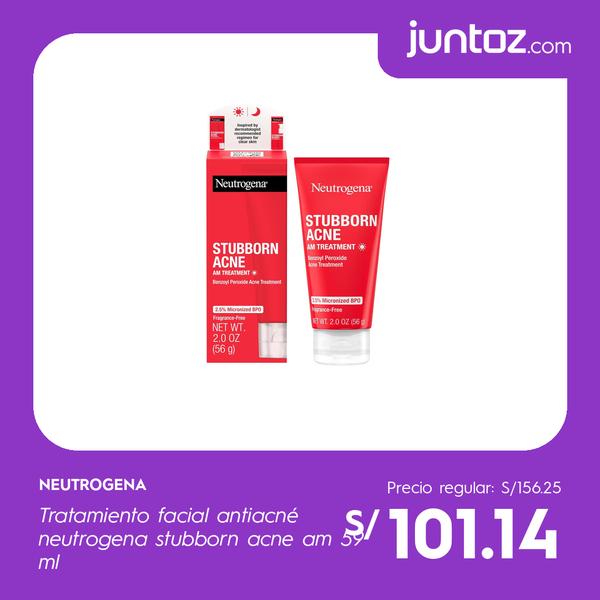 juntoz.com
Inspired by
dermatologist
recommended
regimen for
clear skin
Neutrogena®
STUBBORN
ACNE
AM TREATMENT
Benzoyl Peroxide Acne Treatment
2.5% Micronized BPO
Fragrance-Free
NET WT.
2.0 OZ
(56 g)
Neutrogena®
STUBBORN
ACNE
AM TREATMENT
Benzoyl Peroxide
Acne Treatment
2.5% Micronized BPO
Fragrance-Free
NET WT. 2.0 OZ (56 g)
NEUTROGENA
Tratamiento facial antiacné
neutrogena stubborn acne am 59
ml
Precio regular: S/156.25
S/ 101.14